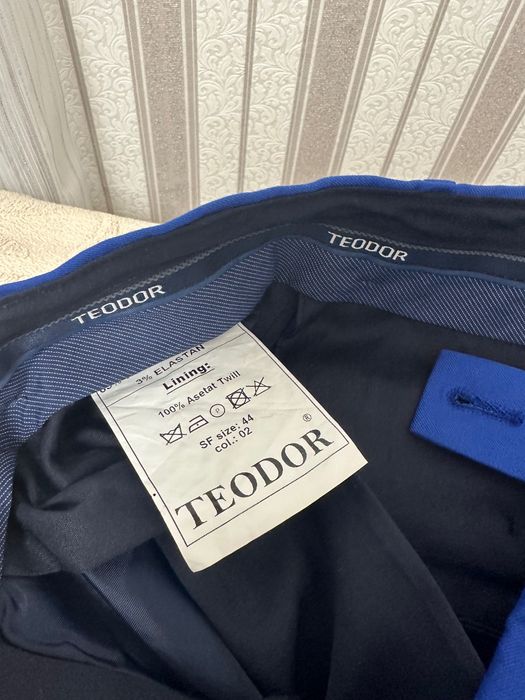 TEODOR
TEODOR
3% ELASTAN
Lining:
100% Asetat Twill
P
SF size: 44
col.: 02
TEODOR®